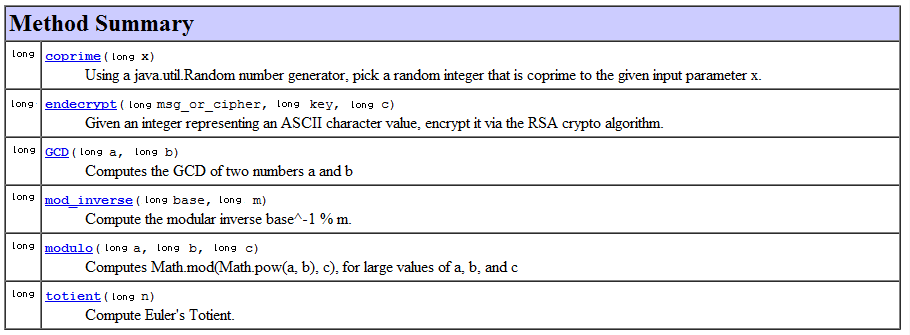 Method Summary
long coprime(long x)
Using a java.util.Random number generator, pick a random integer that is coprime to the given input parameter x.
long endecrypt(long msg_or_cipher, long key, long c)
Given an integer representing an ASCII character value, encrypt it via the RSA crypto algorithm.
long GCD(long a, long b)
Computes the GCD of two numbers a and b
long mod_inverse(long base, long m)
Compute the modular inverse base^-1 % m.
long modulo(long a, long b, long c)
Computes Math.mod(Math.pow(a, b), c), for large values of a, b, and c
long totient(long n)
Compute Euler's Totient.